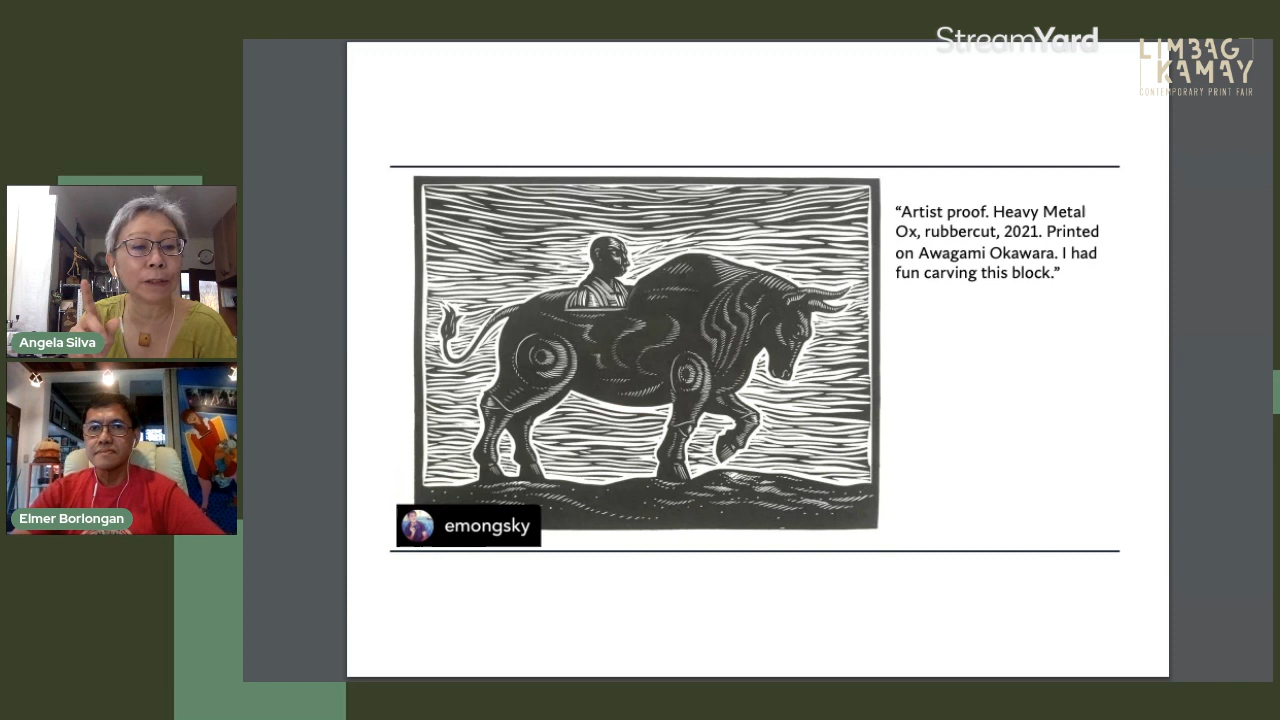 StreamYard
LIMBAG
KAMAY
CONTEMPORARY PRINT FAIR
“Artist proof. Heavy Metal
Ox, rubbercut, 2021. Printed
on Awagami Okawara. I had
fun carving this block.”
Angela Silva
Elmer Borlongan
emongsky